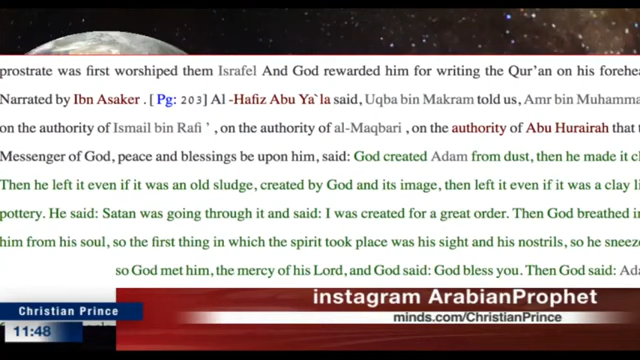 prostrate was first worshiped them Israfel And God rewarded him for writing the Qur'an on his forehe
Narrated by Ibn Asaker . [ Pg: 203] Al -Hafiz Abu Ya`la said, Uqba bin Makram told us, Amr bin Muhamma
on the authority of Ismail bin Rafi ' , on the authority of al-Maqbari , on the authority of Abu Hurairah that t
Messenger of God, peace and blessings be upon him, said: God created Adam from dust, then he made it cl
Then he left it even if it was an old sludge, created by God and its image, then left it even if it was a clay li
pottery. He said: Satan was going through it and said: I was created for a great order. Then God breathed in
him from his soul, so the first thing in which the spirit took place was his sight and his nostrils, so he sneeze
so God met him, the mercy of his Lord, and God said: God bless you. Then God said: Ada
instagram ArabianProphet
Christian Prince
minds.com/ChristianPrince
11:48